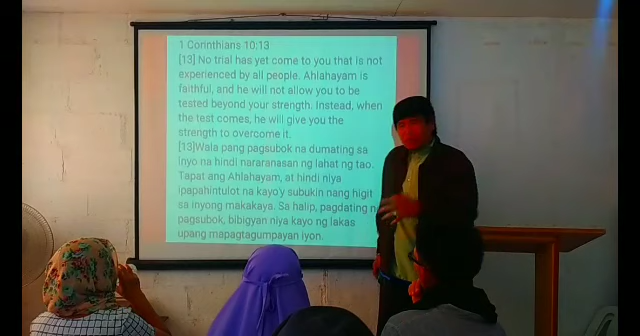 1 Corinthians 10:13
[13] No trial has yet come to you that is not
experienced by all people. Ahlahayam is
faithful, and he will not allow you to be
tested beyond your strength. Instead, when
the test comes, he will give you the
strength to overcome it.
[13]Wala pang pagsubok na dumating sa
inyo na hindi nararanasan ng lahat ng tao.
Tapat ang Ahlahayam, at hindi niya
ipapahintulot na kayo'y subukin nang higit
sa inyong makakaya. Sa halip, pagdating n
pagsubok, bibigyan niya kayo ng lakas
upang mapagtagumpayan iyon.